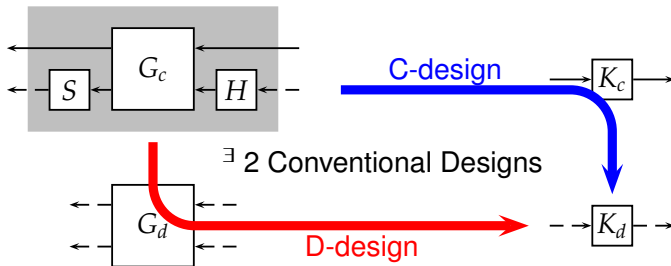 G_c
S
H
C-design
K_c
∃ 2 Conventional Designs
G_d
K_d
D-design